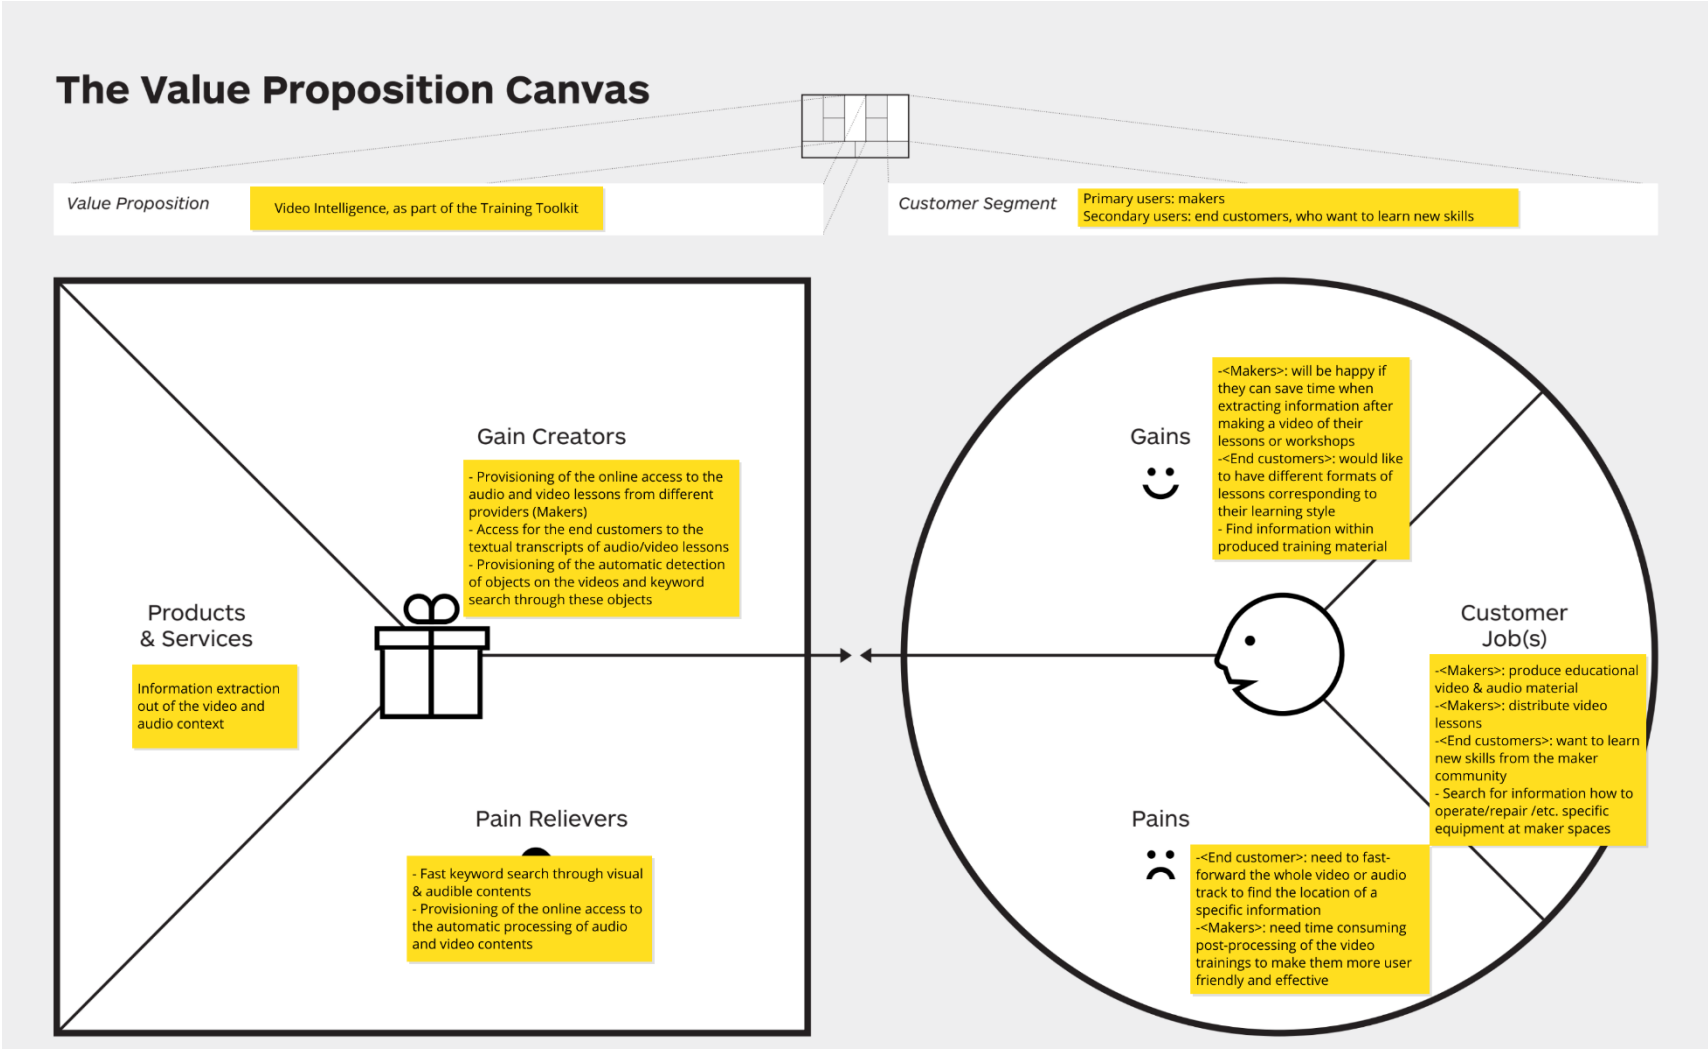 The Value Proposition Canvas
Value Proposition
Video Intelligence, as part of the Training Toolkit
Customer Segment
Primary users: makers
Secondary users: end customers, who want to learn new skills
Gain Creators
- Provisioning of the online access to the
audio and video lessons from different
providers (Makers)
- Access for the end customers to the
textual transcripts of audio/video lessons
- Provisioning of the automatic detection
of objects on the videos and keyword
search through these objects
Products
& Services
Information extraction
out of the video and
audio context
Pain Relievers
- Fast keyword search through visual
& audible contents
- Provisioning of the online access to
the automatic processing of audio
and video contents
Gains
-<Makers>: will be happy if
they can save time when
extracting information after
making a video of their
lessons or workshops
-<End customers>: would like
to have different formats of
lessons corresponding to
their learning style
- Find information within
produced training material
Customer
Job(s)
-<Makers>: produce educational
video & audio material
-<Makers>: distribute video
lessons
-<End customers>: want to learn
new skills from the maker
community
- Search for information how to
operate/repair /etc. specific
equipment at maker spaces
Pains
-<End customer>: need to fast-
forward the whole video or audio
track to find the location of a
specific information
-<Makers>: need time consuming
post-processing of the video
trainings to make them more user
friendly and effective